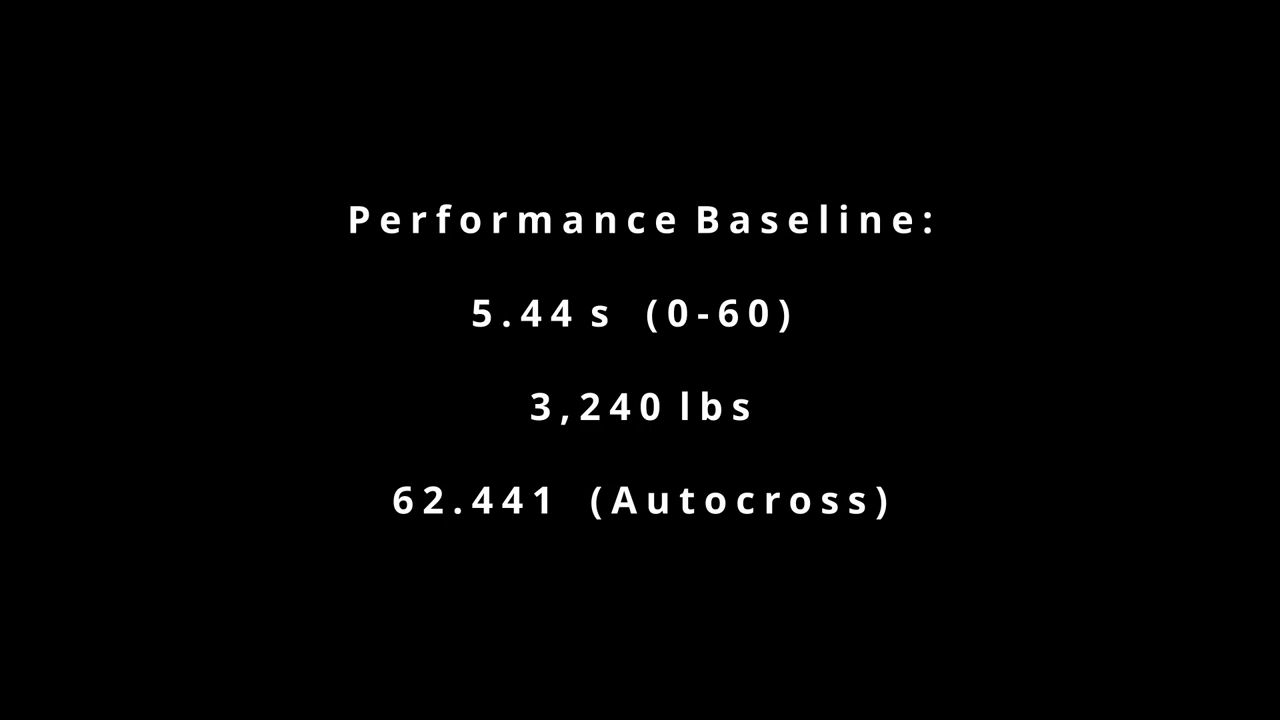 Performance Baseline:
5.44 s (0-60)
3,240 lbs
62.441 (Autocross)